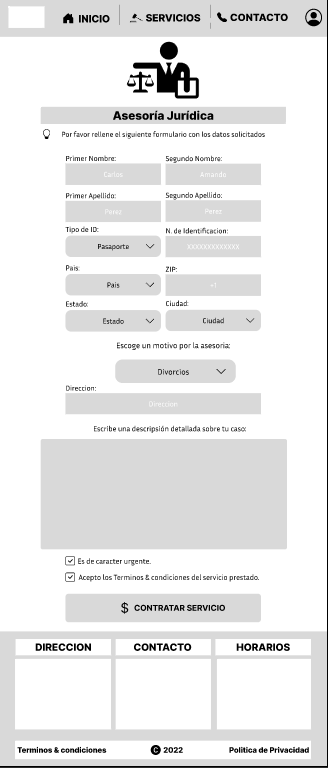 INICIO SERVICIOS CONTACTO
Asesoría Jurídica
Por favor rellene el siguiente formulario con los datos solicitados
Primer Nombre: Segundo Nombre:
Carlos Amando
Primer Apellido: Segundo Apellido:
Perez Perez
Tipo de ID: N. de Identificacion:
Pasaporte XXXXXXXXXXXXX
Pais: ZIP:
Pais +1
Estado: Ciudad:
Estado Ciudad
Escoge un motivo por la asesoria:
Divorcios
Direccion:
Direccion
Escribe una descripsión detallada sobre tu caso:
Es de caracter urgente.
Acepto los Terminos & condiciones del servicio prestado.
$ CONTRATAR SERVICIO
DIRECCION CONTACTO HORARIOS
Terminos & condiciones C 2022 Politica de Privacidad